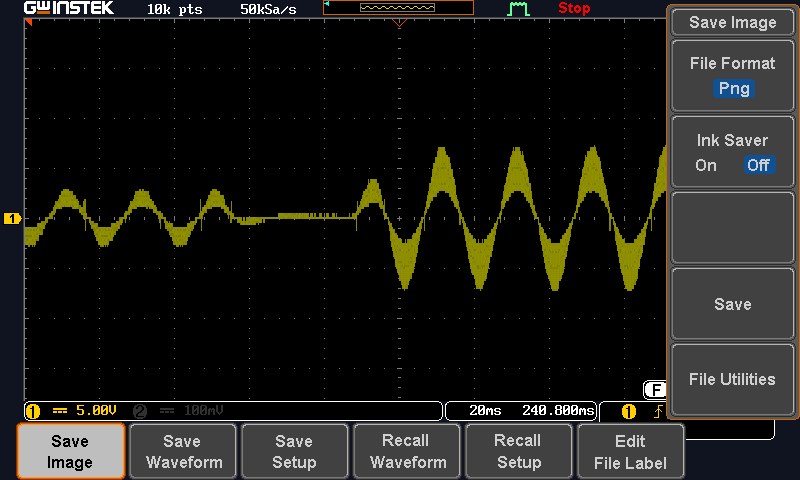 GWINSTEK 10k pts 50kSa/s Stop
Save Image
File Format
Png
Ink Saver
On Off
1
Save
File Utilities
F
1 5.00V 2 100mV 20ms 240.800ms 1
Save Image
Save Waveform
Save Setup
Recall Waveform
Recall Setup
Edit File Label